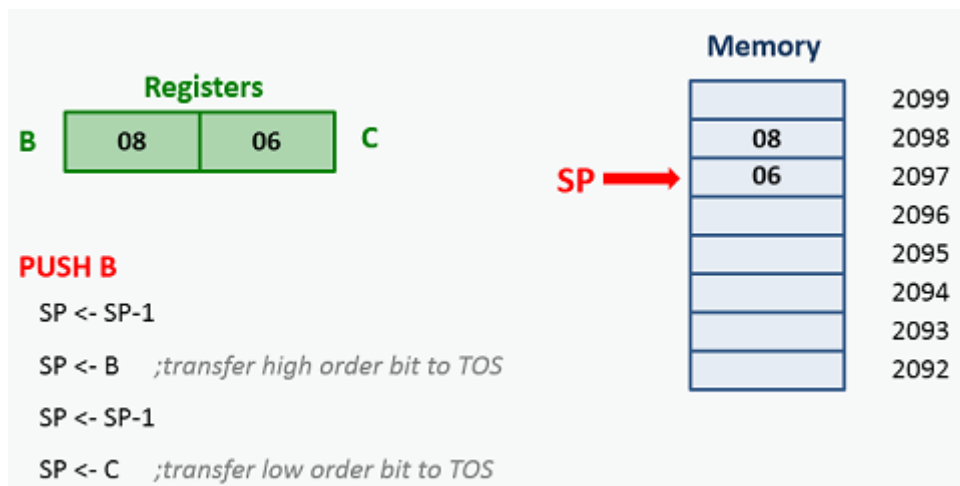 Memory
Registers
B 08 06 C
2099
08 2098
SP 06 2097
2096
2095
2094
2093
2092
PUSH B
SP <- SP-1
SP <- B ;transfer high order bit to TOS
SP <- SP-1
SP <- C ;transfer low order bit to TOS